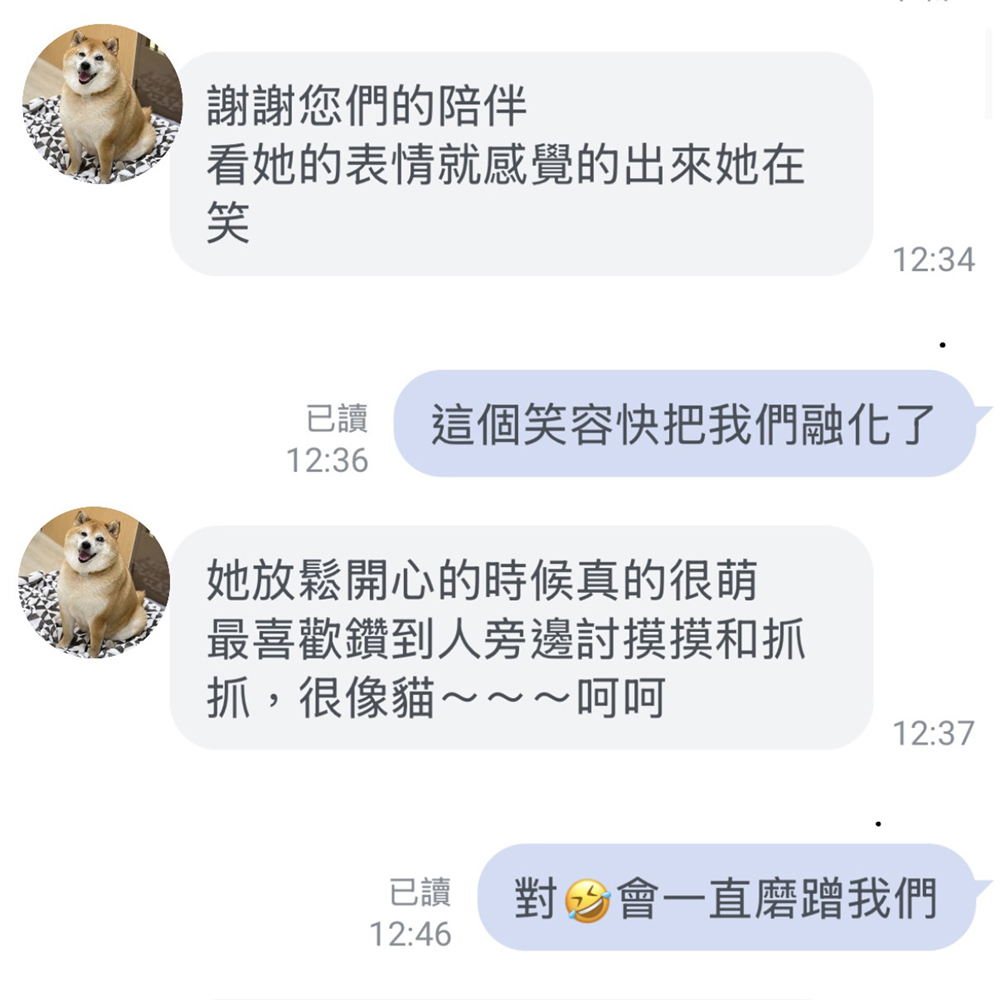 謝謝您們的陪伴
看她的表情就感覺的出來她在
笑
12:34
已讀
12:36
這個笑容快把我們融化了
她放鬆開心的時候真的很萌
最喜歡鑽到人旁邊討摸摸和抓
抓，很像貓～～～呵呵
12:37
已讀
12:46
對🤣會一直磨蹭我們